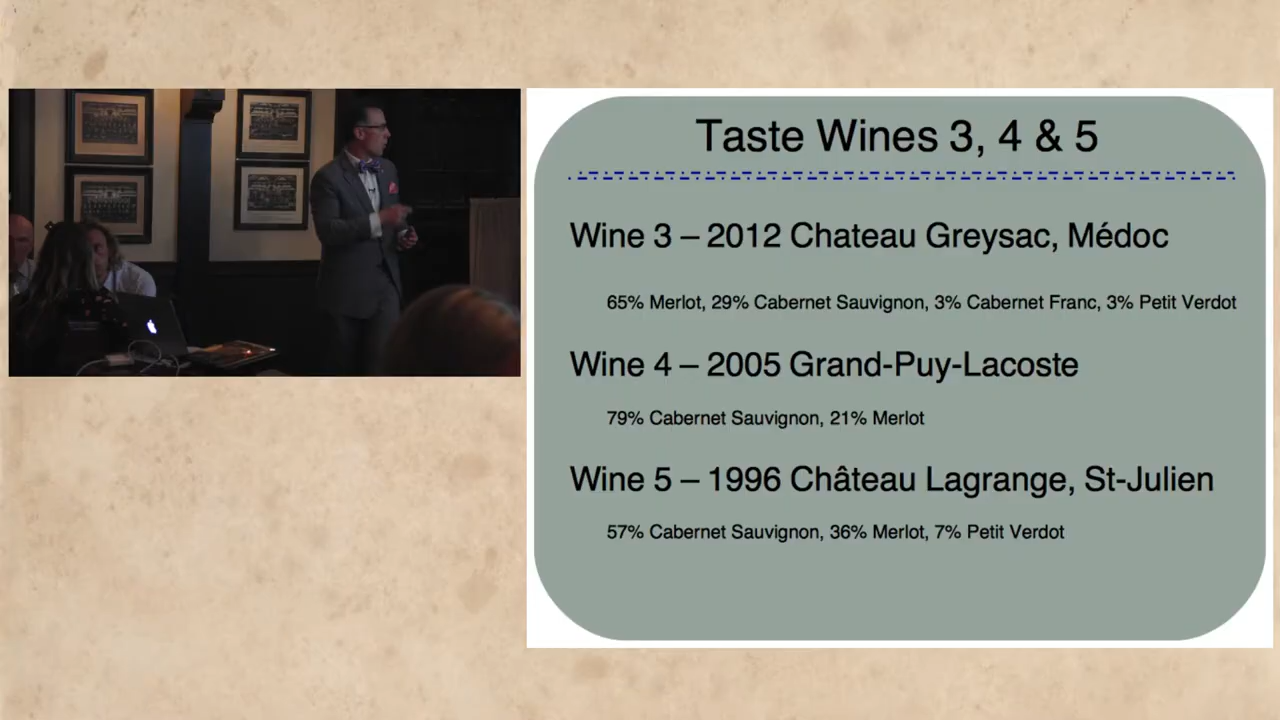 Taste Wines 3, 4 & 5
Wine 3 – 2012 Chateau Greysac, Médoc
65% Merlot, 29% Cabernet Sauvignon, 3% Cabernet Franc, 3% Petit Verdot
Wine 4 – 2005 Grand-Puy-Lacoste
79% Cabernet Sauvignon, 21% Merlot
Wine 5 – 1996 Château Lagrange, St-Julien
57% Cabernet Sauvignon, 36% Merlot, 7% Petit Verdot